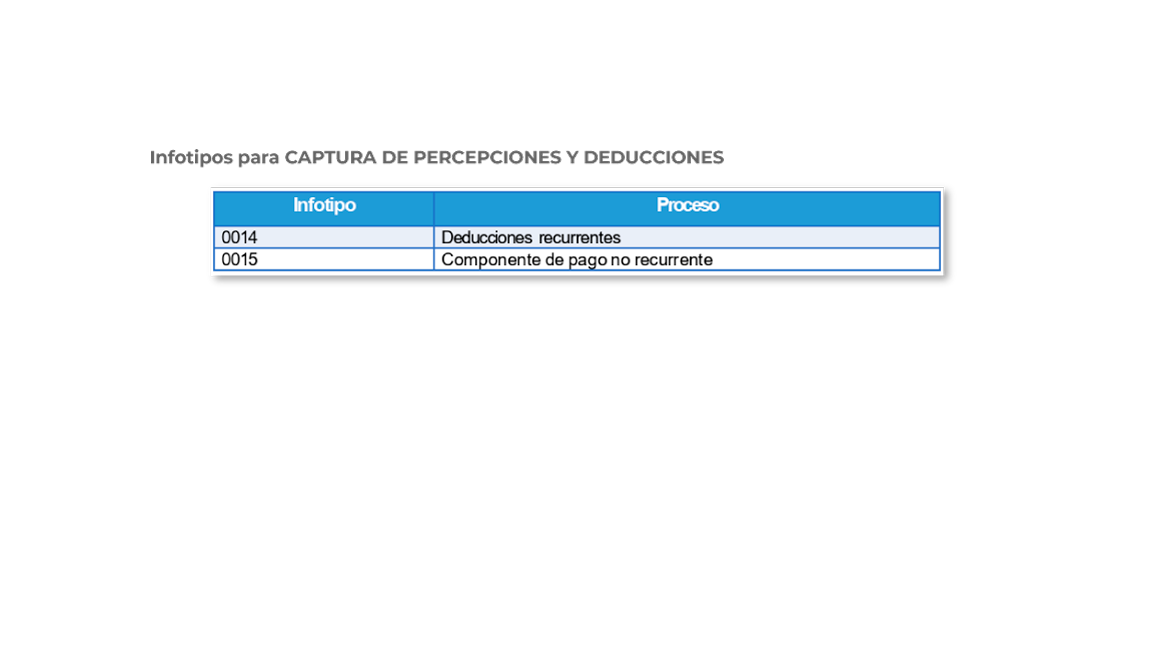 Infotipos para CAPTURA DE PERCEPCIONES Y DEDUCCIONES
Infotipo Proceso
0014 Deducciones recurrentes
0015 Componente de pago no recurrente